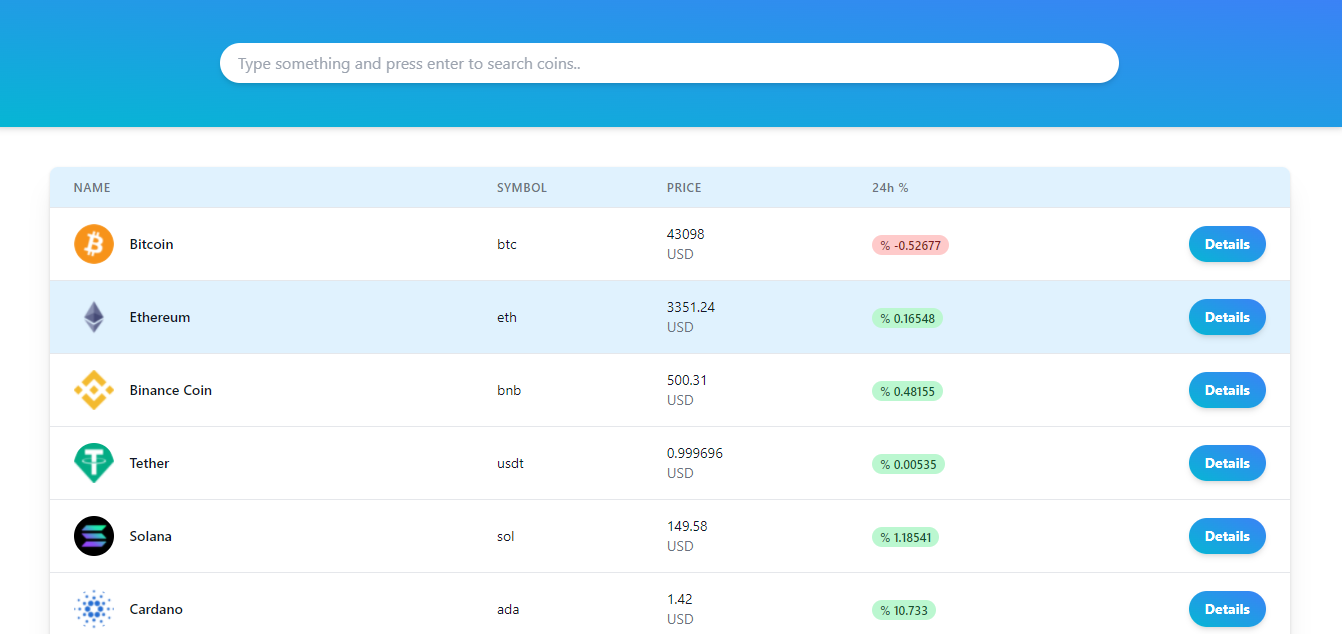 Type something and press enter to search coins..
NAME SYMBOL PRICE 24h %
Bitcoin btc 43098 USD % -0.52677 Details
Ethereum eth 3351.24 USD % 0.16548 Details
Binance Coin bnb 500.31 USD % 0.48155 Details
Tether usdt 0.999696 USD % 0.00535 Details
Solana sol 149.58 USD % 1.18541 Details
Cardano ada 1.42 USD % 10.733 Details